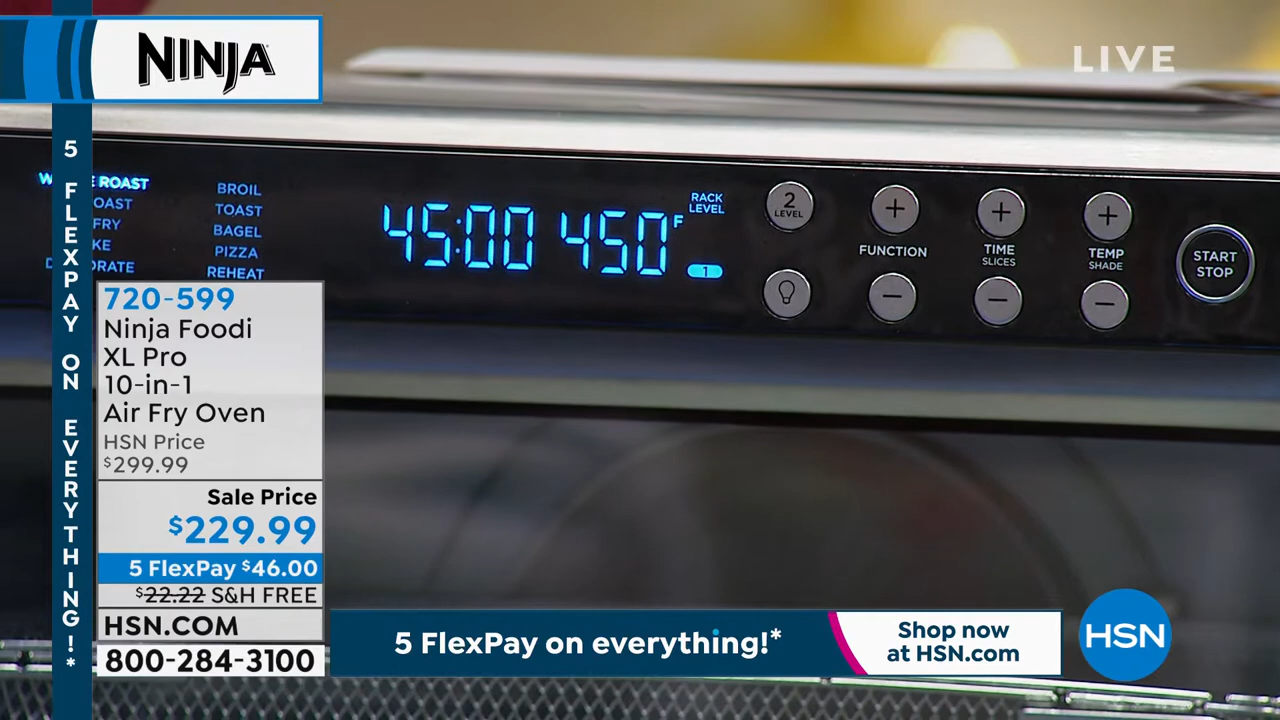 NINJA
LIVE
5 FLEXPAY ON EVERYTHING!*
ROAST
BROIL
TOAST
BAGEL
PIZZA
REHEAT
45:00 450 F
RACK
LEVEL
1
2
LEVEL
+
FUNCTION
−
+
TIME
SLICES
−
+
TEMP
SHADE
−
START
STOP
720-599
Ninja Foodi
XL Pro
10-in-1
Air Fry Oven
HSN Price
$299.99
Sale Price
$229.99
5 FlexPay $46.00
$22.22 S&H FREE
HSN.COM
800-284-3100
5 FlexPay on everything!*
Shop now
at HSN.com
HSN